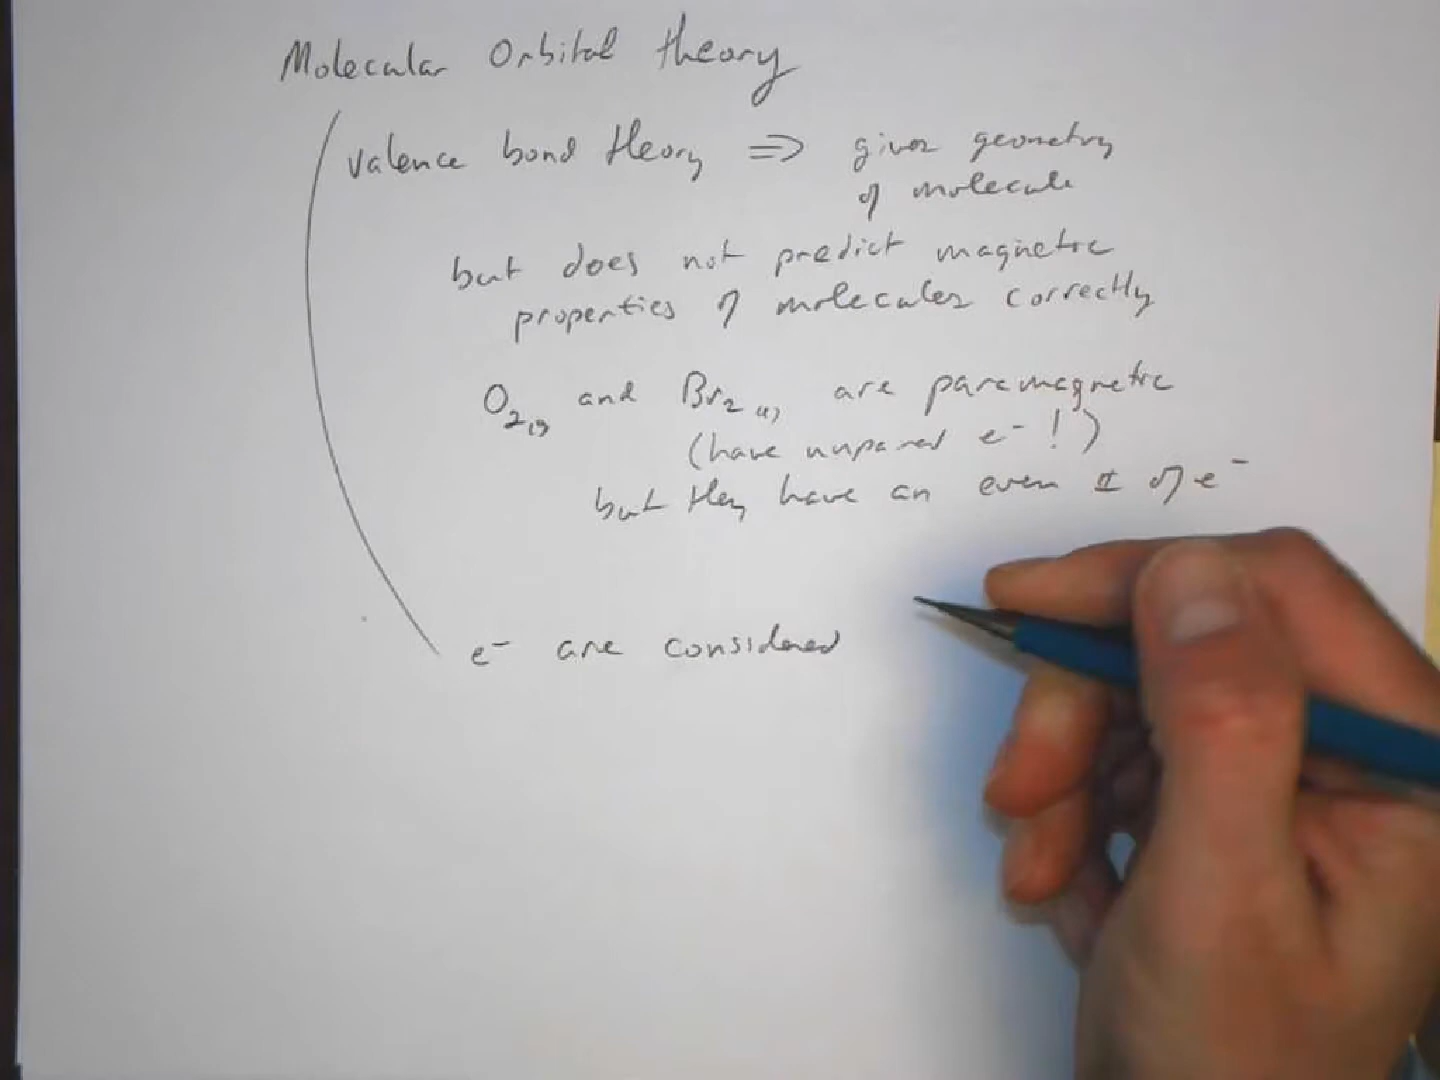 Molecular Orbital theory
valence bond theory ⇒ gives geometry
of molecule
but does not predict magnetic
properties of molecules correctly
O2(g) and Br2(l) are paramagnetic
(have unpaired e⁻!)
but they have an even # of e⁻
e⁻ are considered